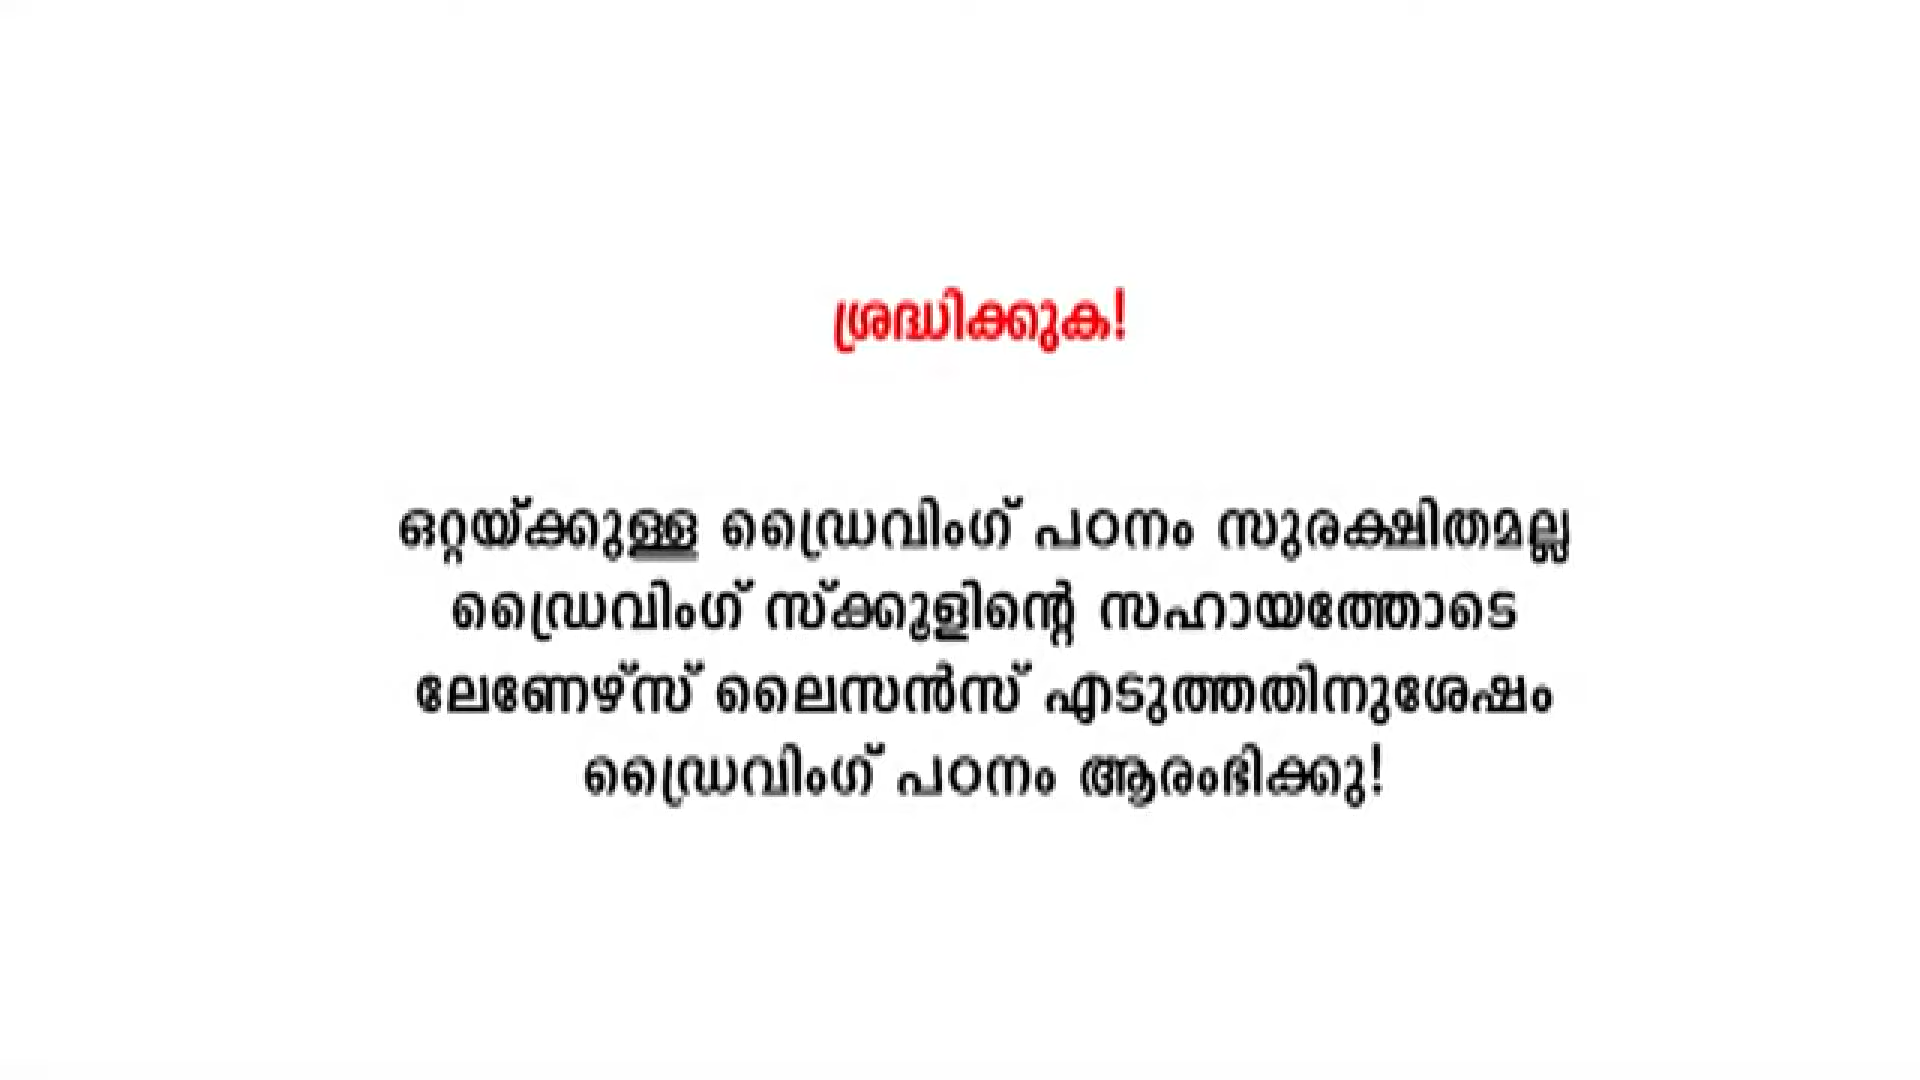 ശ്രദ്ധിക്കുക!
ഒറ്റയ്ക്കുള്ള ഡ്രൈവിംഗ് പഠനം സുരക്ഷിതമല്ല
ഡ്രൈവിംഗ് സ്ക്കൂളിന്റെ സഹായത്തോടെ
ലേണേഴ്സ് ലൈസൻസ് എടുത്തതിനുശേഷം
ഡ്രൈവിംഗ് പഠനം ആരംഭിക്കു!